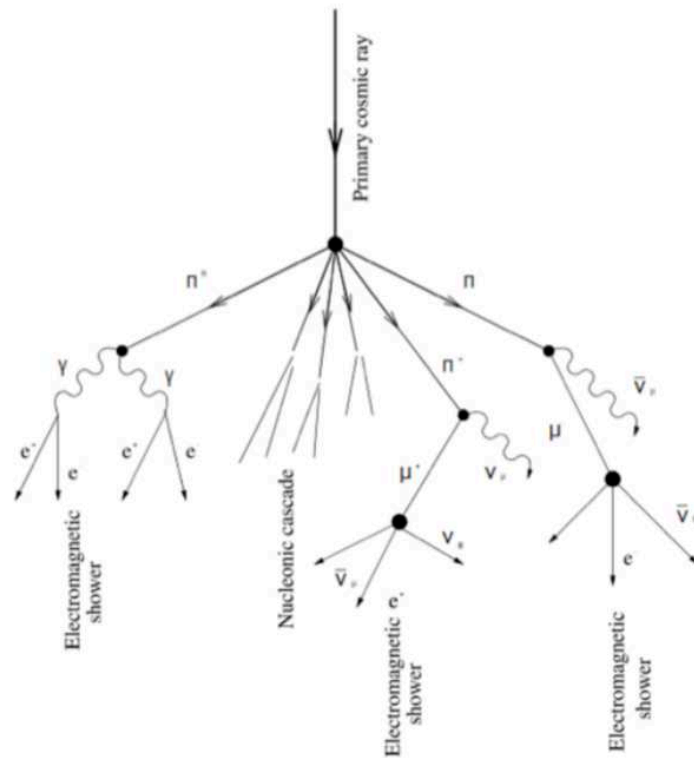 Primary cosmic ray
π°
π
γ
γ
π⁺
ν̄μ
μ
e⁺
e
e⁺
e
μ⁺
νμ
Nucleonic cascade
ν̄μ
νe
e⁺
ν̄
e
Electromagnetic
shower
Electromagnetic
shower
Electromagnetic
shower